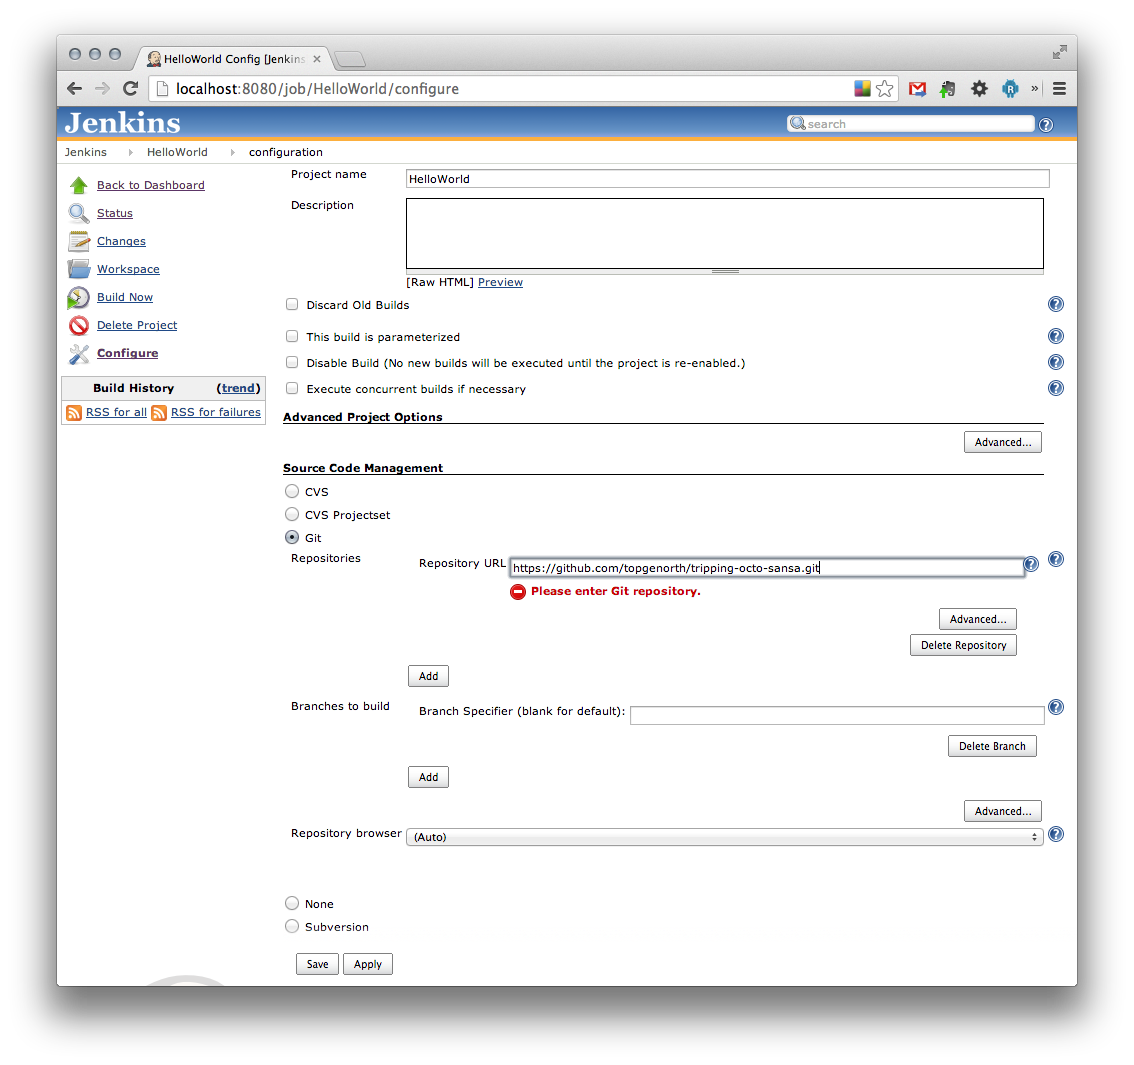 HelloWorld Config [Jenkins
localhost:8080/job/HelloWorld/configure
R
»
Jenkins
search
Jenkins HelloWorld configuration
Back to Dashboard
Status
Changes
Workspace
Build Now
Delete Project
Configure
Build History (trend)
RSS for all RSS for failures
Project name HelloWorld
Description
[Raw HTML] Preview
Discard Old Builds
This build is parameterized
Disable Build (No new builds will be executed until the project is re-enabled.)
Execute concurrent builds if necessary
Advanced Project Options
Advanced...
Source Code Management
CVS
CVS Projectset
Git
Repositories Repository URL https://github.com/topgenorth/tripping-octo-sansa.git
Please enter Git repository.
Advanced...
Delete Repository
Add
Branches to build Branch Specifier (blank for default):
Delete Branch
Add
Advanced...
Repository browser (Auto)
None
Subversion
Save Apply